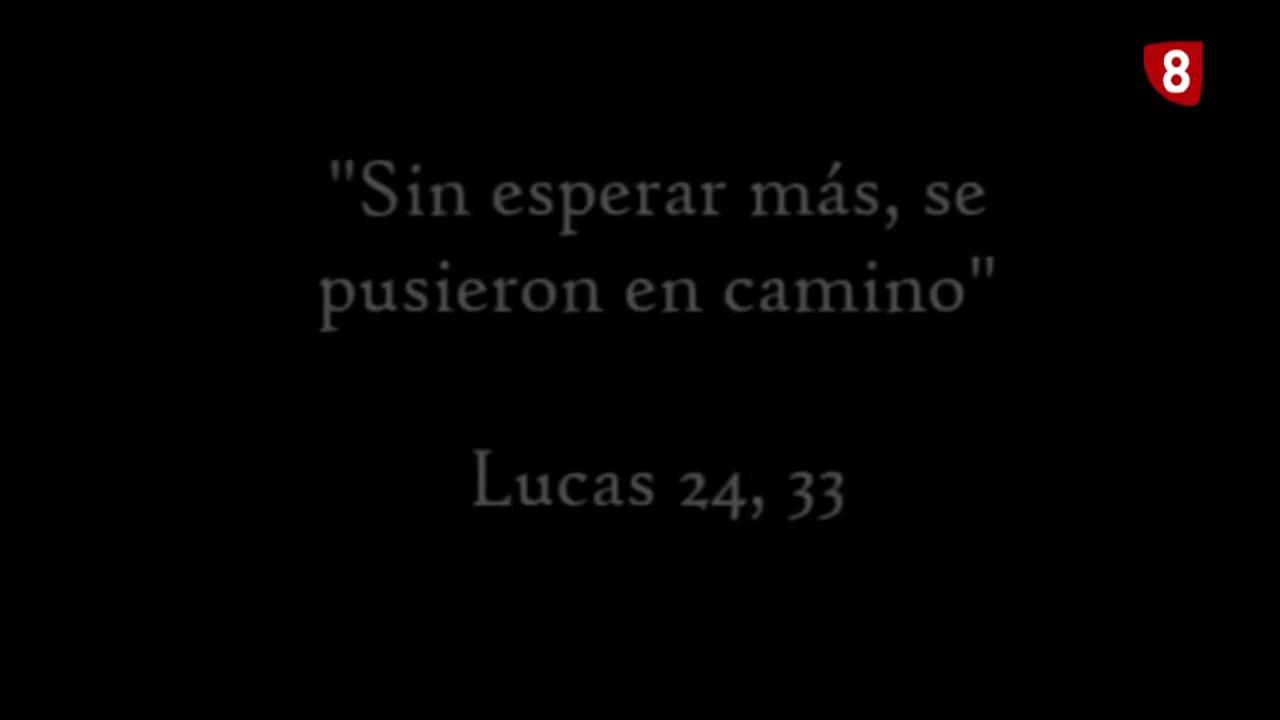 8
"Sin esperar más, se
pusieron en camino"
Lucas 24, 33